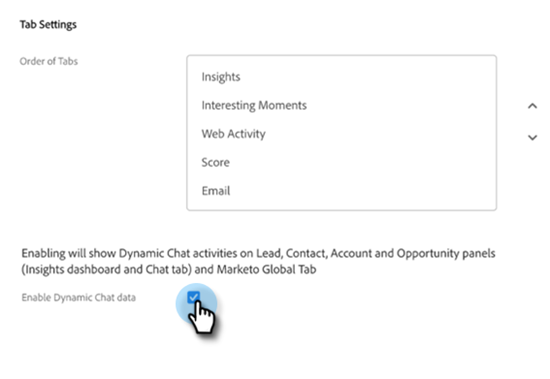 Tab Settings
Order of Tabs
Insights
Interesting Moments
Web Activity
Score
Email
Enabling will show Dynamic Chat activities on Lead, Contact, Account and Opportunity panels
(Insights dashboard and Chat tab) and Marketo Global Tab
Enable Dynamic Chat data